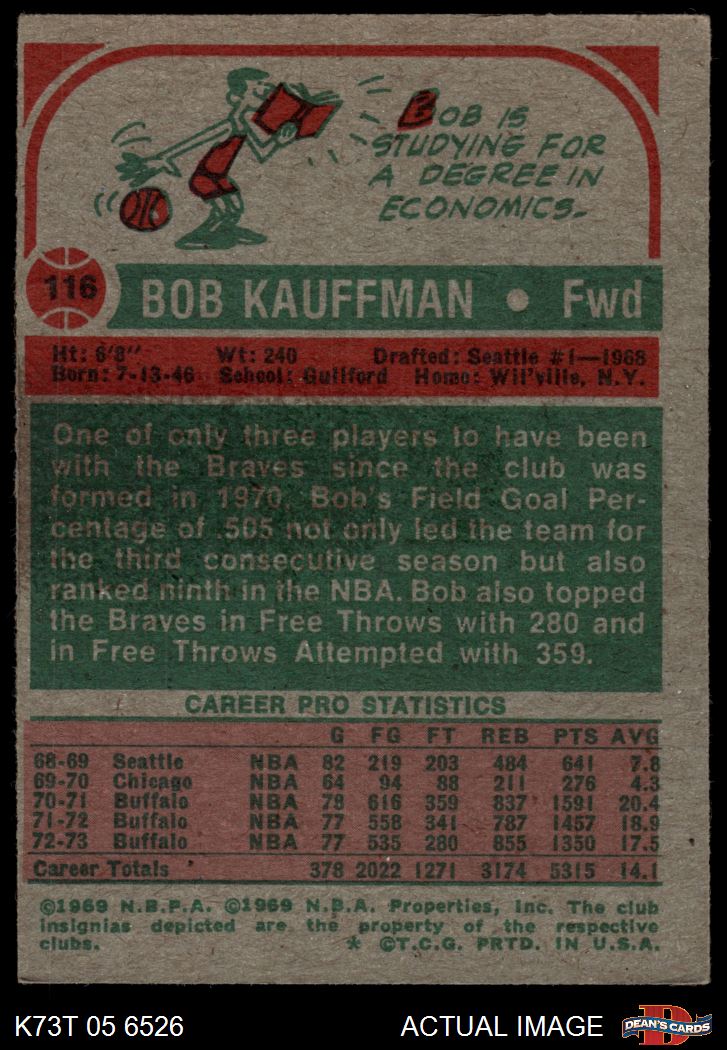 BOB IS
STUDYING FOR
A DEGREE IN
ECONOMICS.
116 BOB KAUFFMAN • Fwd
Ht: 6'8" Wt: 240 Drafted: Seattle #1—1968
Born: 7-13-46 School: Guilford Home: Wil'ville, N.Y.
One of only three players to have been
with the Braves since the club was
formed in 1970, Bob's Field Goal Per-
centage of .505 not only led the team for
the third consecutive season but also
ranked ninth in the NBA. Bob also topped
the Braves in Free Throws with 280 and
in Free Throws Attempted with 359.
CAREER PRO STATISTICS
G FG FT REB PTS AVG
68-69 Seattle NBA 82 219 203 484 641 7.8
69-70 Chicago NBA 64 94 88 211 276 4.3
70-71 Buffalo NBA 78 616 359 837 1591 20.4
71-72 Buffalo NBA 77 558 341 787 1457 18.9
72-73 Buffalo NBA 77 535 280 855 1350 17.5
Career Totals 378 2022 1271 3174 5315 14.1
©1969 N.B.P.A. ©1969 N.B.A. Properties, Inc. The club
insignias depicted are the property of the respective
clubs. * ©T.C.G. PRTD. IN U.S.A.
K73T 05 6526 ACTUAL IMAGE D DEAN'S CARDS